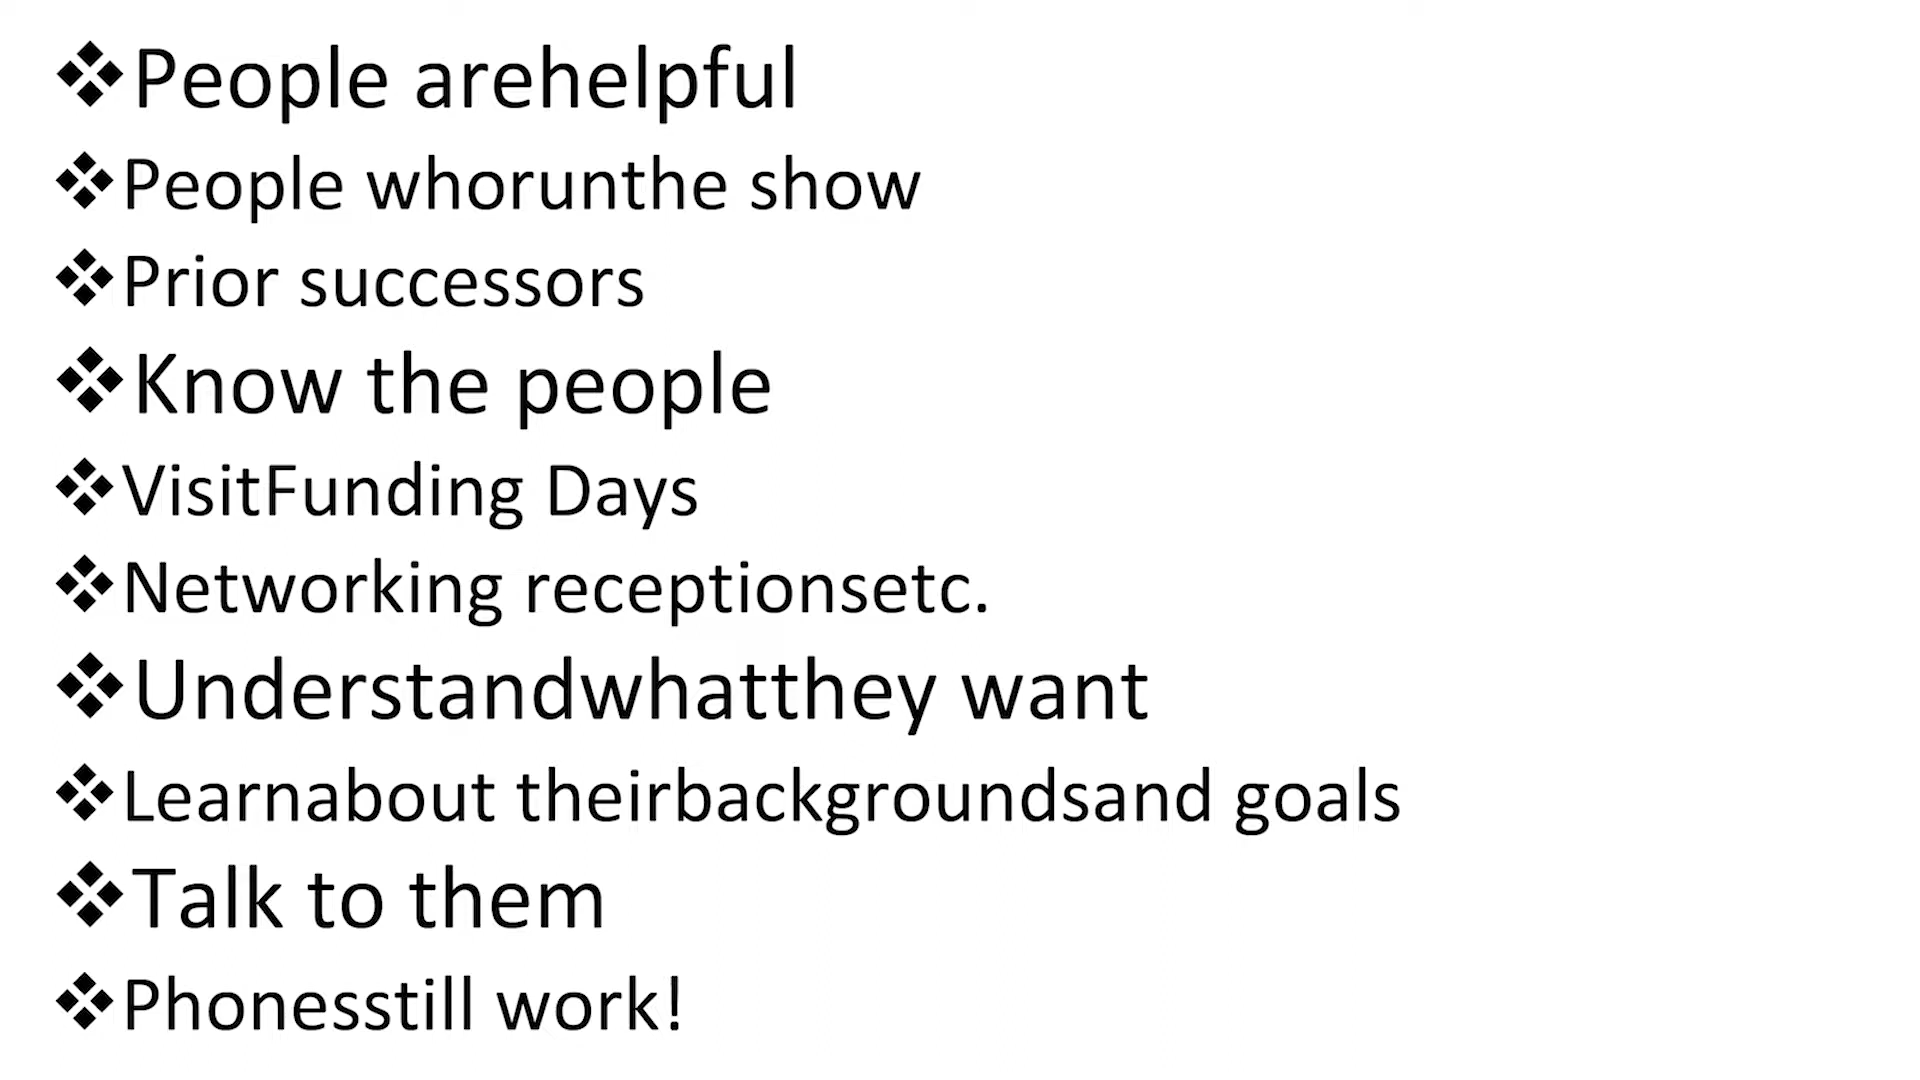 ❖People arehelpful
❖People whorunthe show
❖Prior successors
❖Know the people
❖VisitFunding Days
❖Networking receptionsetc.
❖Understandwhatthey want
❖Learnabout theirbackgroundsand goals
❖Talk to them
❖Phonesstill work!